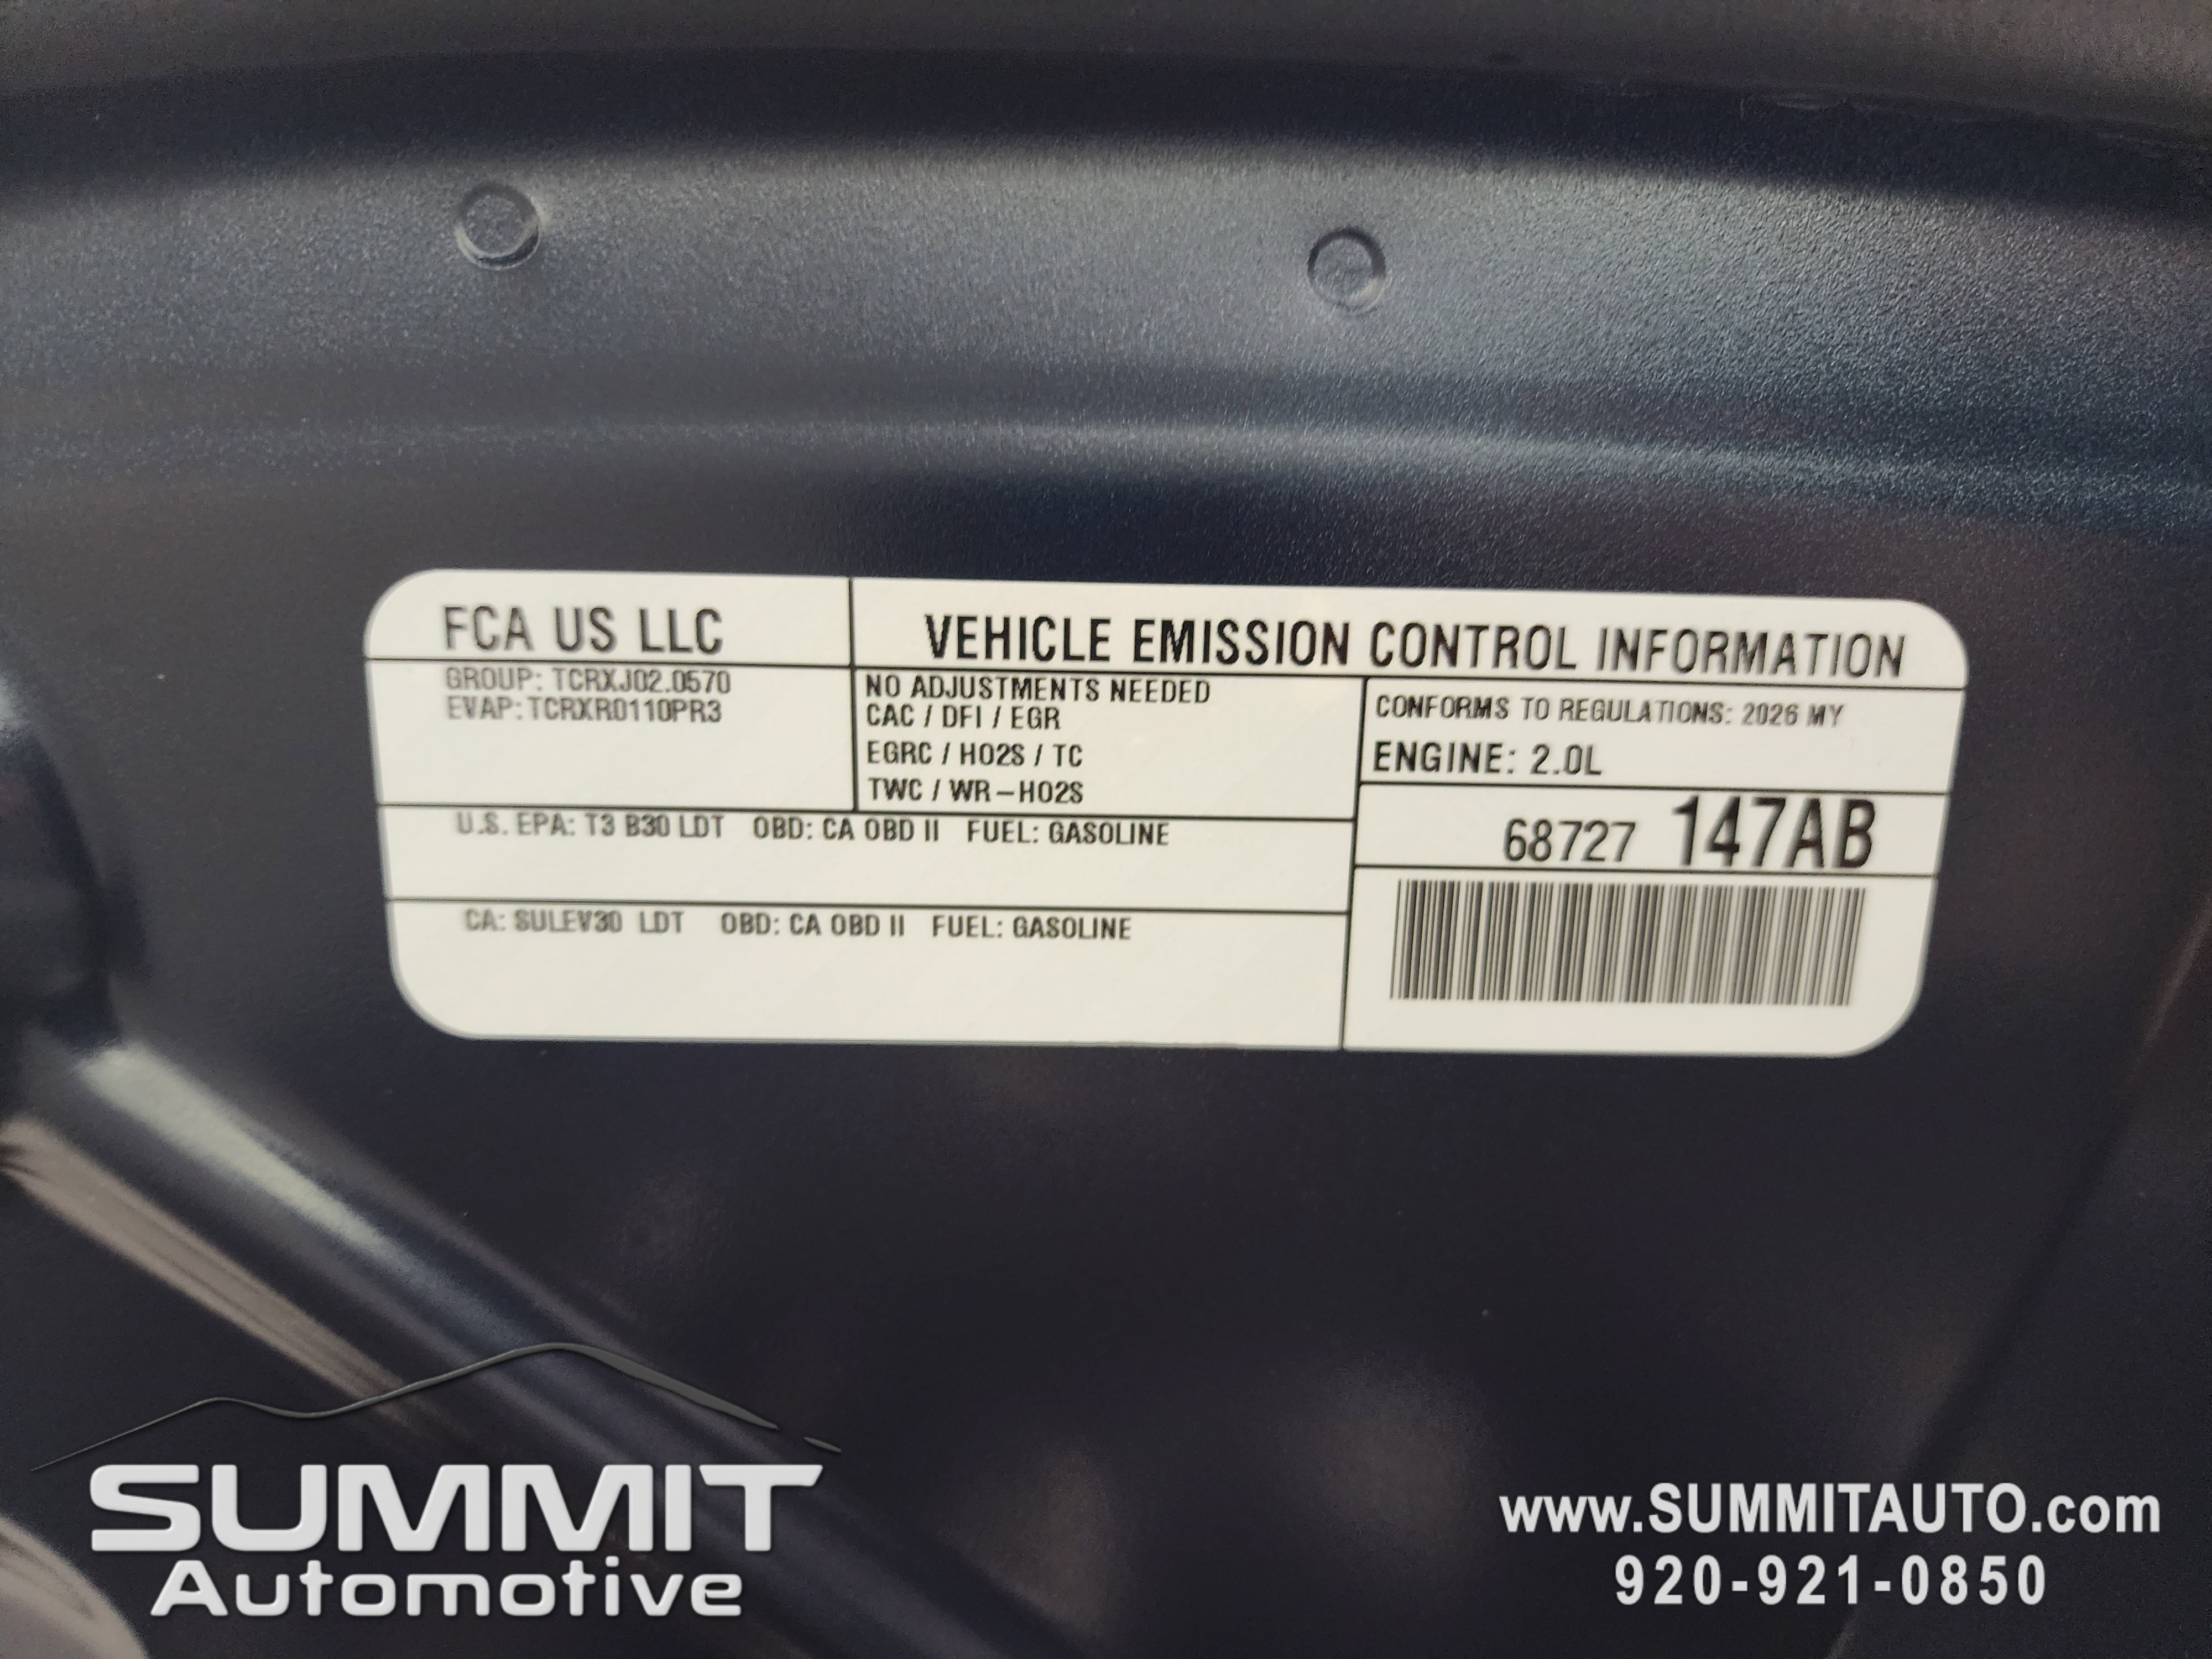 FCA US LLC
VEHICLE EMISSION CONTROL INFORMATION
GROUP: TCRXJ02.0570
EVAP: TCRXR0110PR3
NO ADJUSTMENTS NEEDED
CAC / DFI / EGR
EGRC / HO2S / TC
TWC / WR-HO2S
CONFORMS TO REGULATIONS: 2026 MY
ENGINE: 2.0L
68727 147AB
U.S. EPA: T3 B30 LDT OBD: CA OBD II FUEL: GASOLINE
CA: SULEV30 LDT OBD: CA OBD II FUEL: GASOLINE
SUMMIT
Automotive
www.SUMMITAUTO.com
920-921-0850